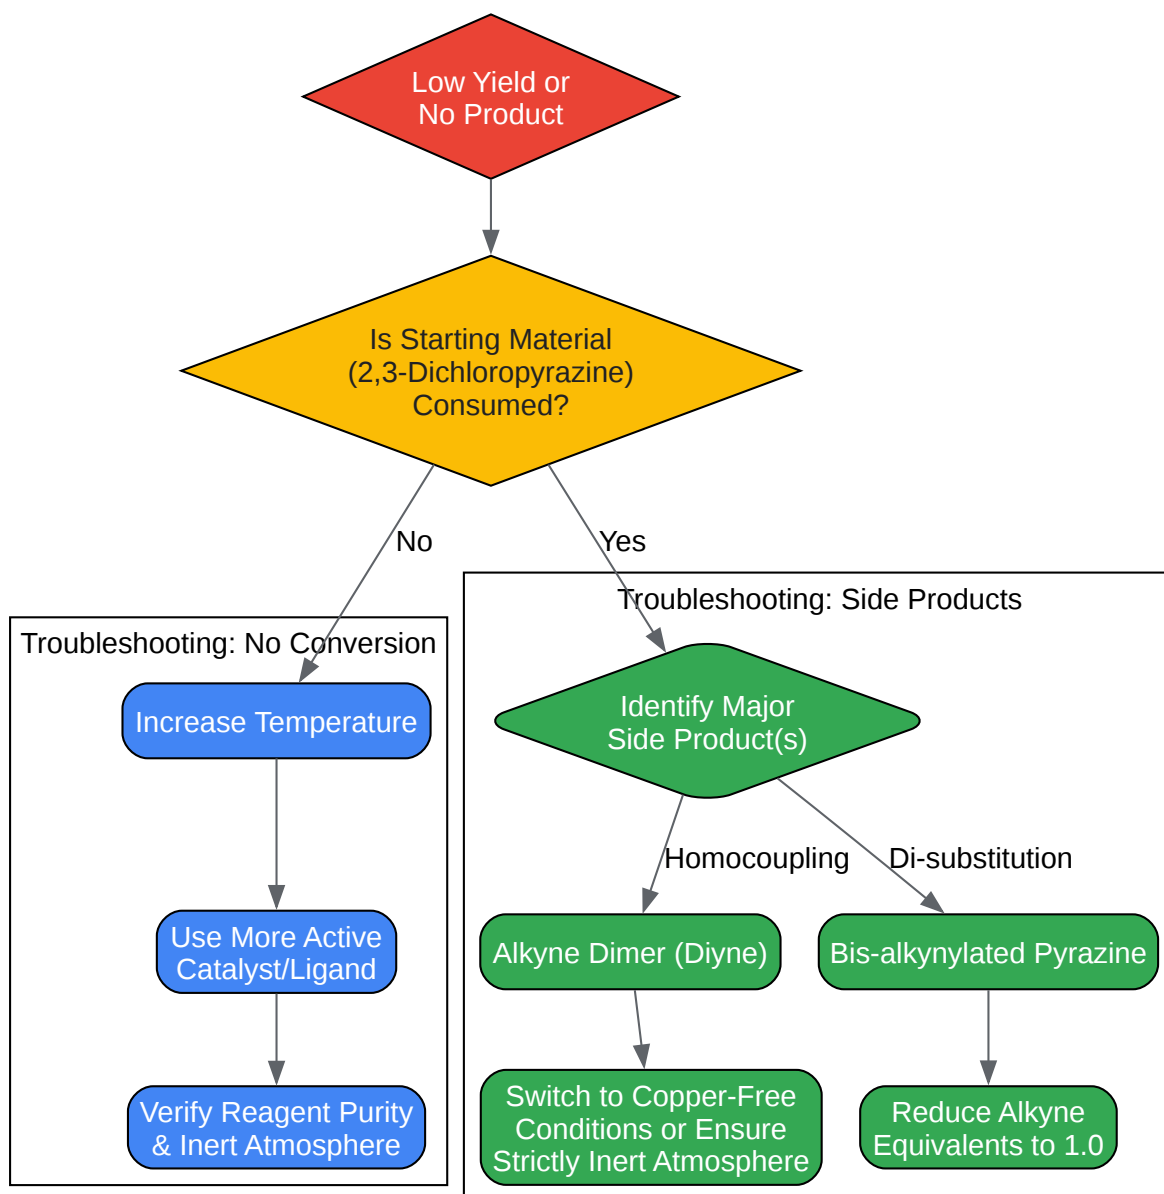 Low Yield or
No Product
Is Starting Material
(2,3-Dichloropyrazine)
Consumed?
No
Yes
Troubleshooting: No Conversion
Increase Temperature
Use More Active
Catalyst/Ligand
Verify Reagent Purity
& Inert Atmosphere
Troubleshooting: Side Products
Identify Major
Side Product(s)
Homocoupling
Di-substitution
Alkyne Dimer (Diyne)
Bis-alkynylated Pyrazine
Switch to Copper-Free
Conditions or Ensure
Strictly Inert Atmosphere
Reduce Alkyne
Equivalents to 1.0